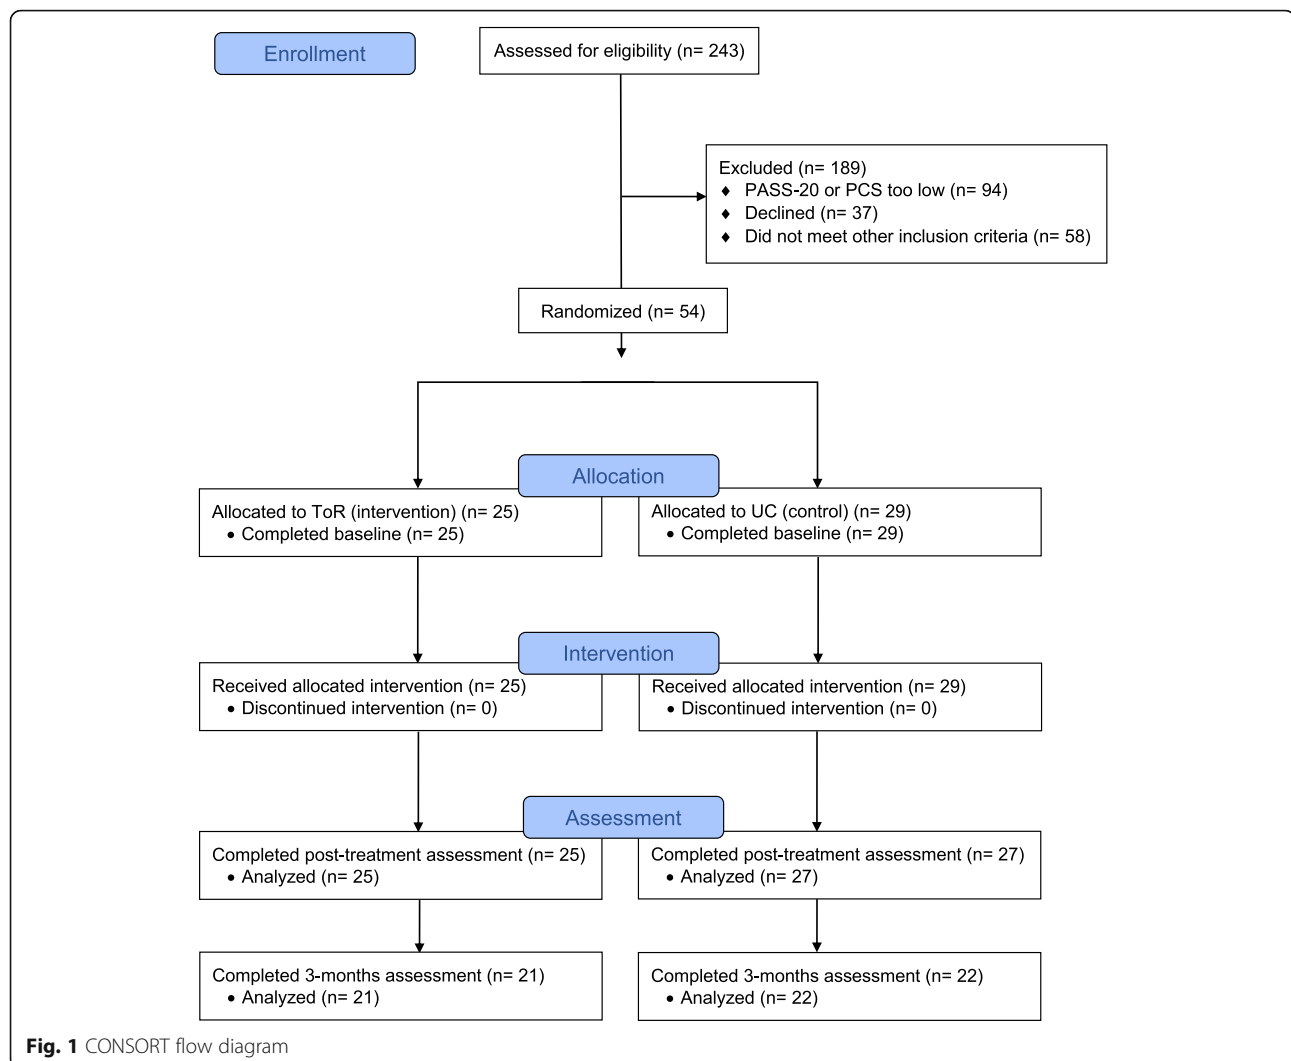 Enrollment
Assessed for eligibility (n= 243)
Excluded (n= 189)
♦ PASS-20 or PCS too low (n= 94)
♦ Declined (n= 37)
♦ Did not meet other inclusion criteria (n= 58)
Randomized (n= 54)
Allocation
Allocated to ToR (intervention) (n= 25)
• Completed baseline (n= 25)
Allocated to UC (control) (n= 29)
• Completed baseline (n= 29)
Intervention
Received allocated intervention (n= 25)
• Discontinued intervention (n= 0)
Received allocated intervention (n= 29)
• Discontinued intervention (n= 0)
Assessment
Completed post-treatment assessment (n= 25)
• Analyzed (n= 25)
Completed post-treatment assessment (n= 27)
• Analyzed (n= 27)
Completed 3-months assessment (n= 21)
• Analyzed (n= 21)
Completed 3-months assessment (n= 22)
• Analyzed (n= 22)
Fig. 1 CONSORT flow diagram